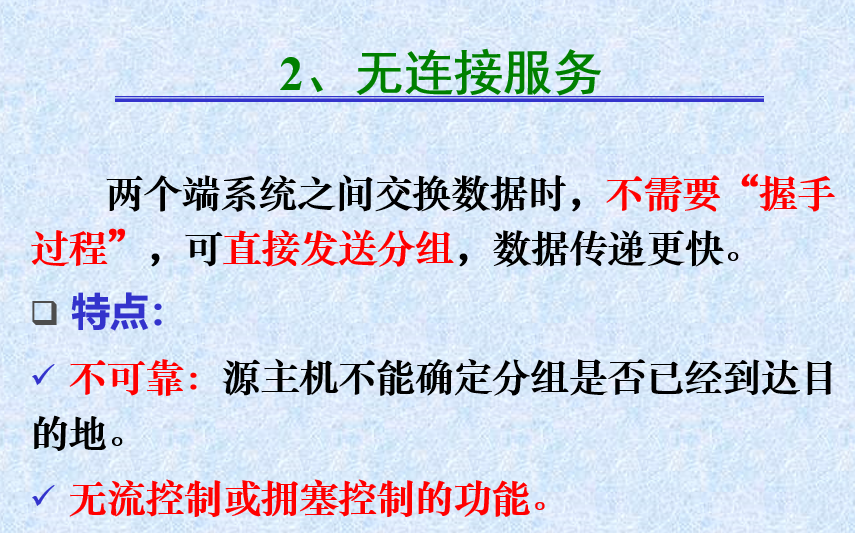 2、无连接服务
两个端系统之间交换数据时，不需要“握手
过程”，可直接发送分组，数据传递更快。
❑ 特点：
✓ 不可靠：源主机不能确定分组是否已经到达目
的地。
✓ 无流控制或拥塞控制的功能。